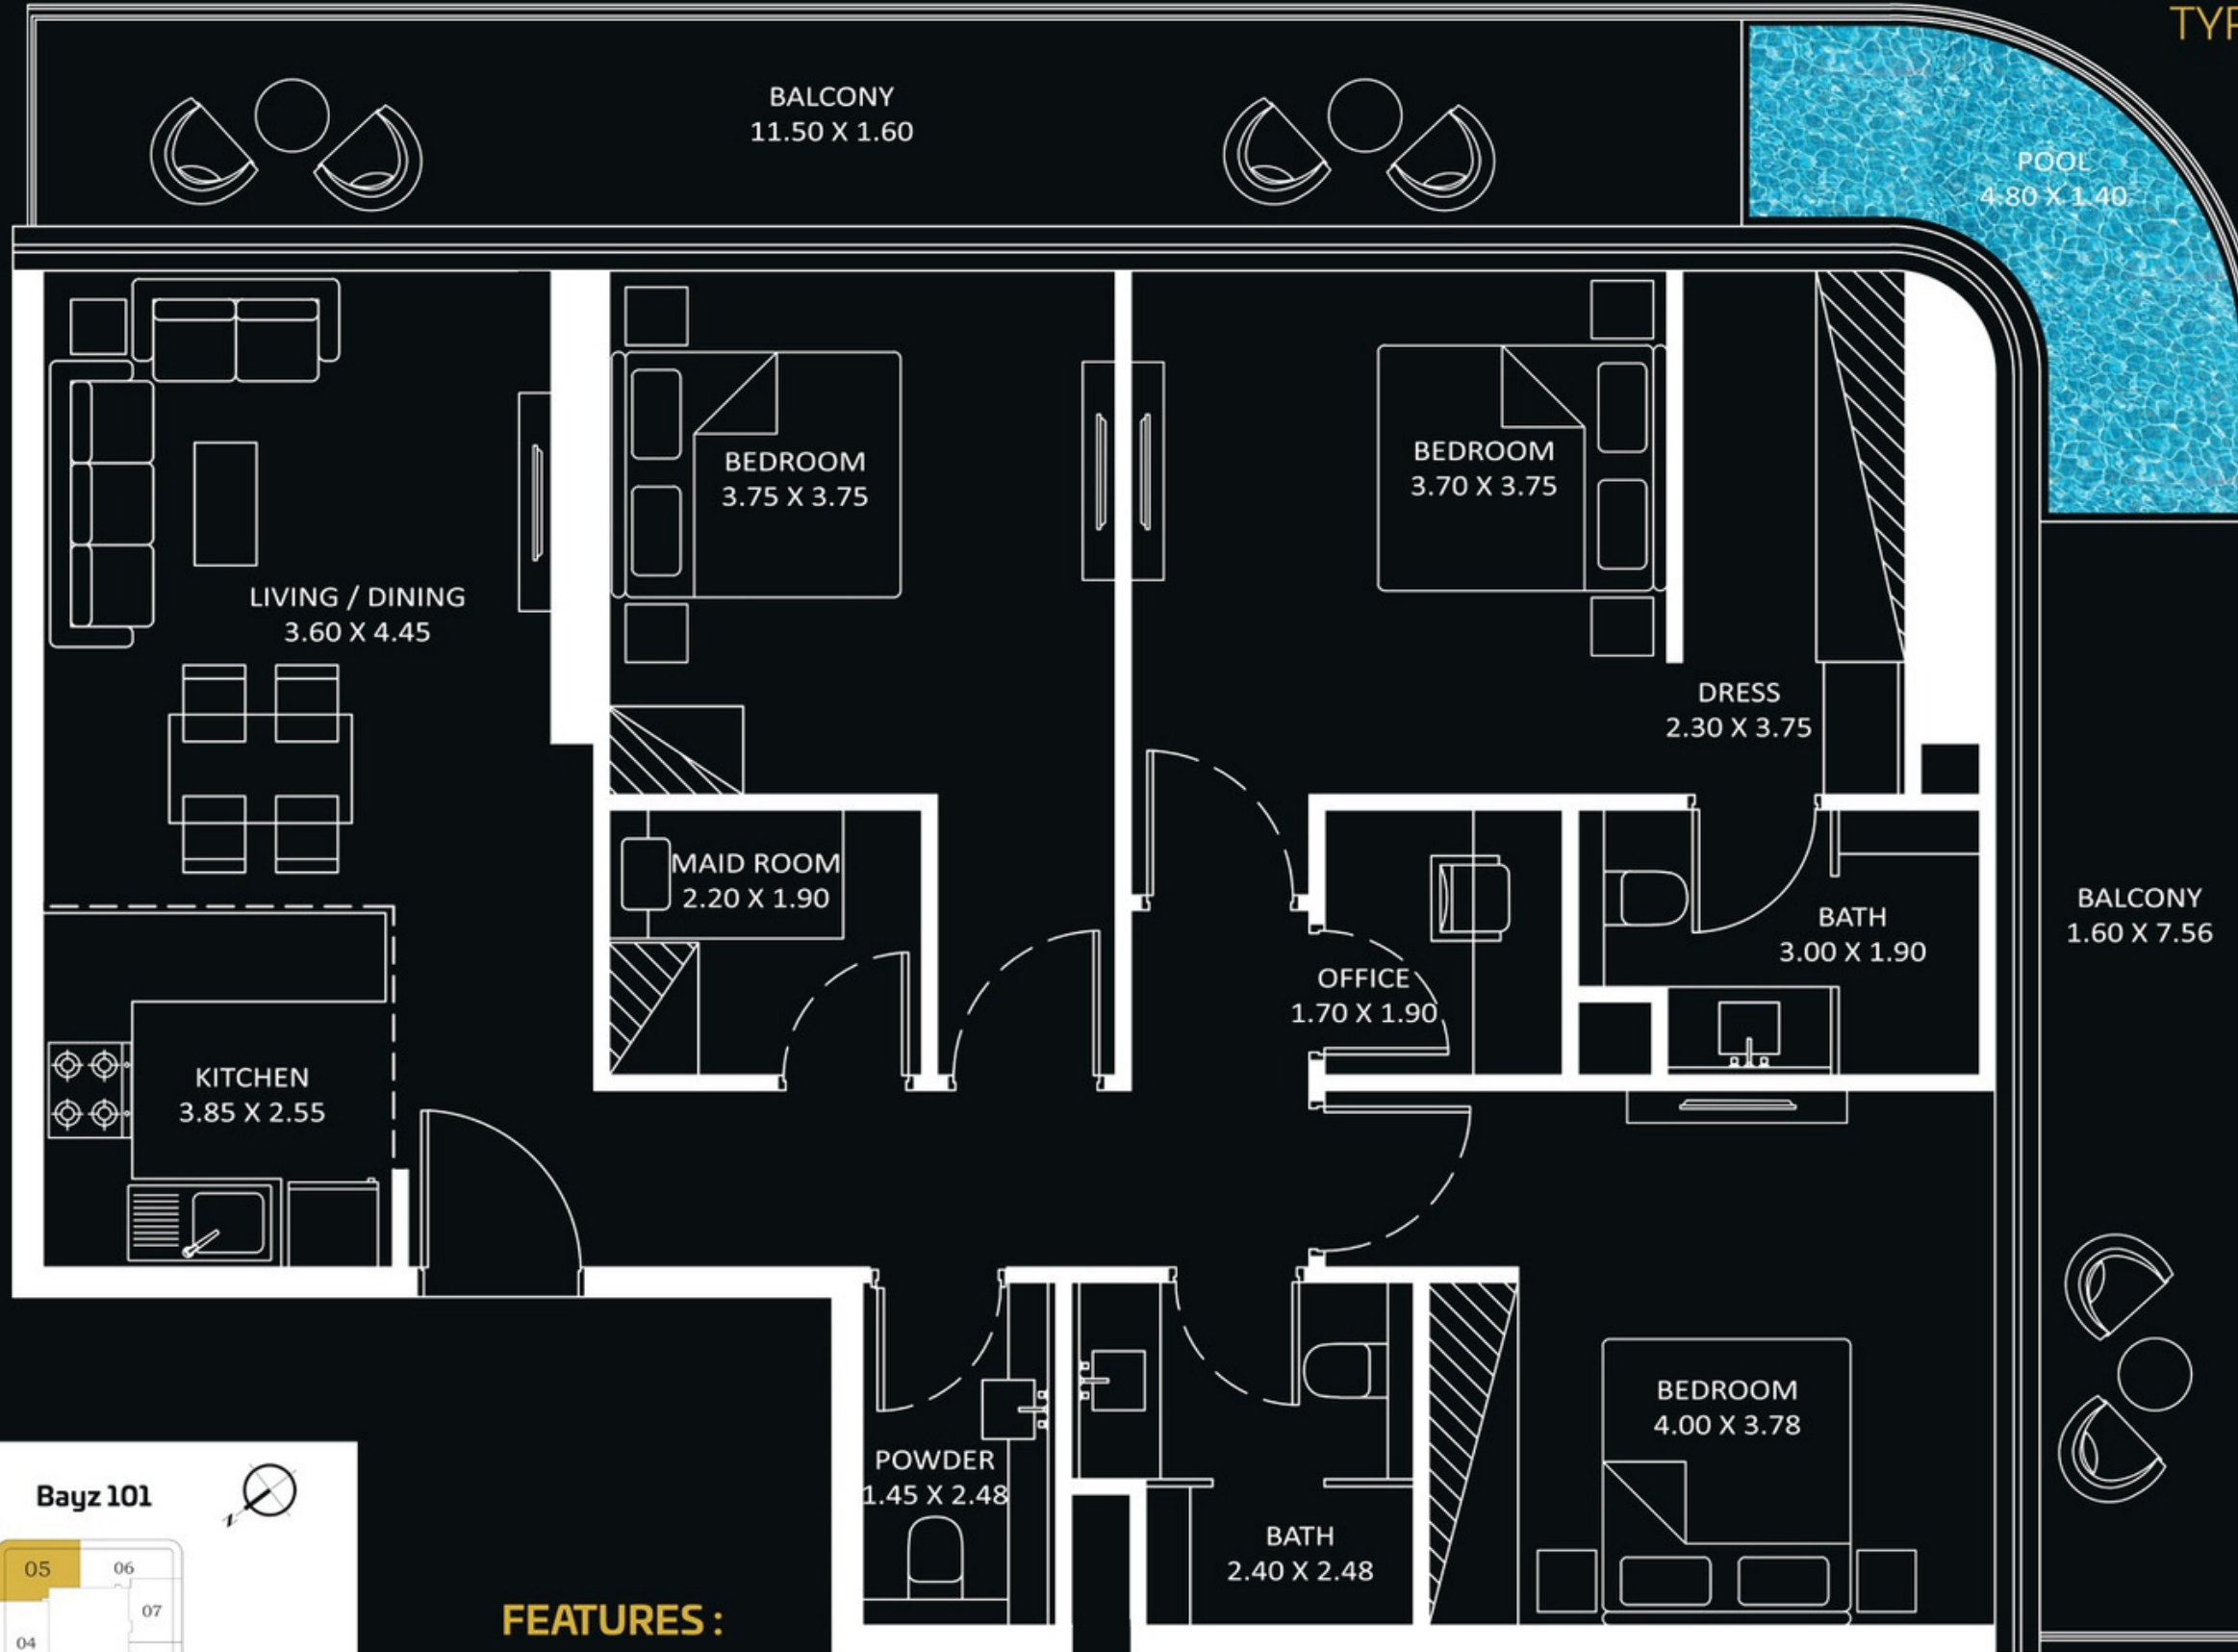 TYP
BALCONY
11.50 X 1.60
POOL
4.80 X 1.40
BEDROOM
3.75 X 3.75
BEDROOM
3.70 X 3.75
LIVING / DINING
3.60 X 4.45
DRESS
2.30 X 3.75
MAID ROOM
2.20 X 1.90
BATH
3.00 X 1.90
BALCONY
1.60 X 7.56
OFFICE
1.70 X 1.90
KITCHEN
3.85 X 2.55
BEDROOM
4.00 X 3.78
POWDER
1.45 X 2.48
BATH
2.40 X 2.48
Bayz 101
N
05
06
07
04
FEATURES :